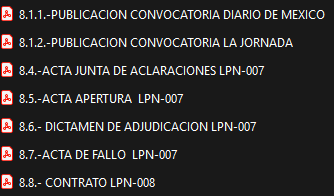 8.1.1.-PUBLICACION CONVOCATORIA DIARIO DE MEXICO
8.1.2.-PUBLICACION CONVOCATORIA LA JORNADA
8.4.-ACTA JUNTA DE ACLARACIONES LPN-007
8.5.-ACTA APERTURA  LPN-007
8.6.- DICTAMEN DE ADJUDICACION LPN-007
8.7.-ACTA DE FALLO  LPN-007
8.8.- CONTRATO LPN-008